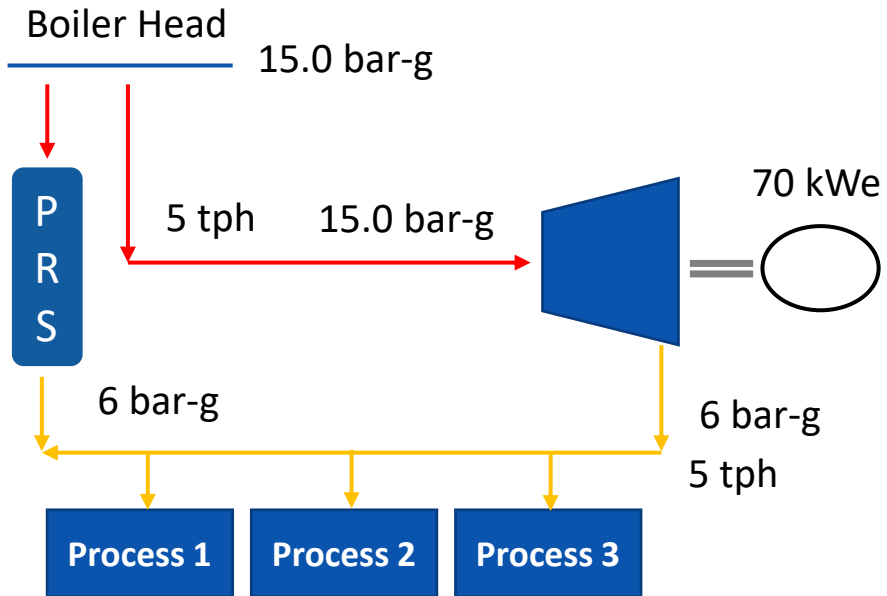 Boiler Head
15.0 bar-g
70 kWe
P
R
S
5 tph
15.0 bar-g
6 bar-g
6 bar-g
5 tph
Process 1
Process 2
Process 3